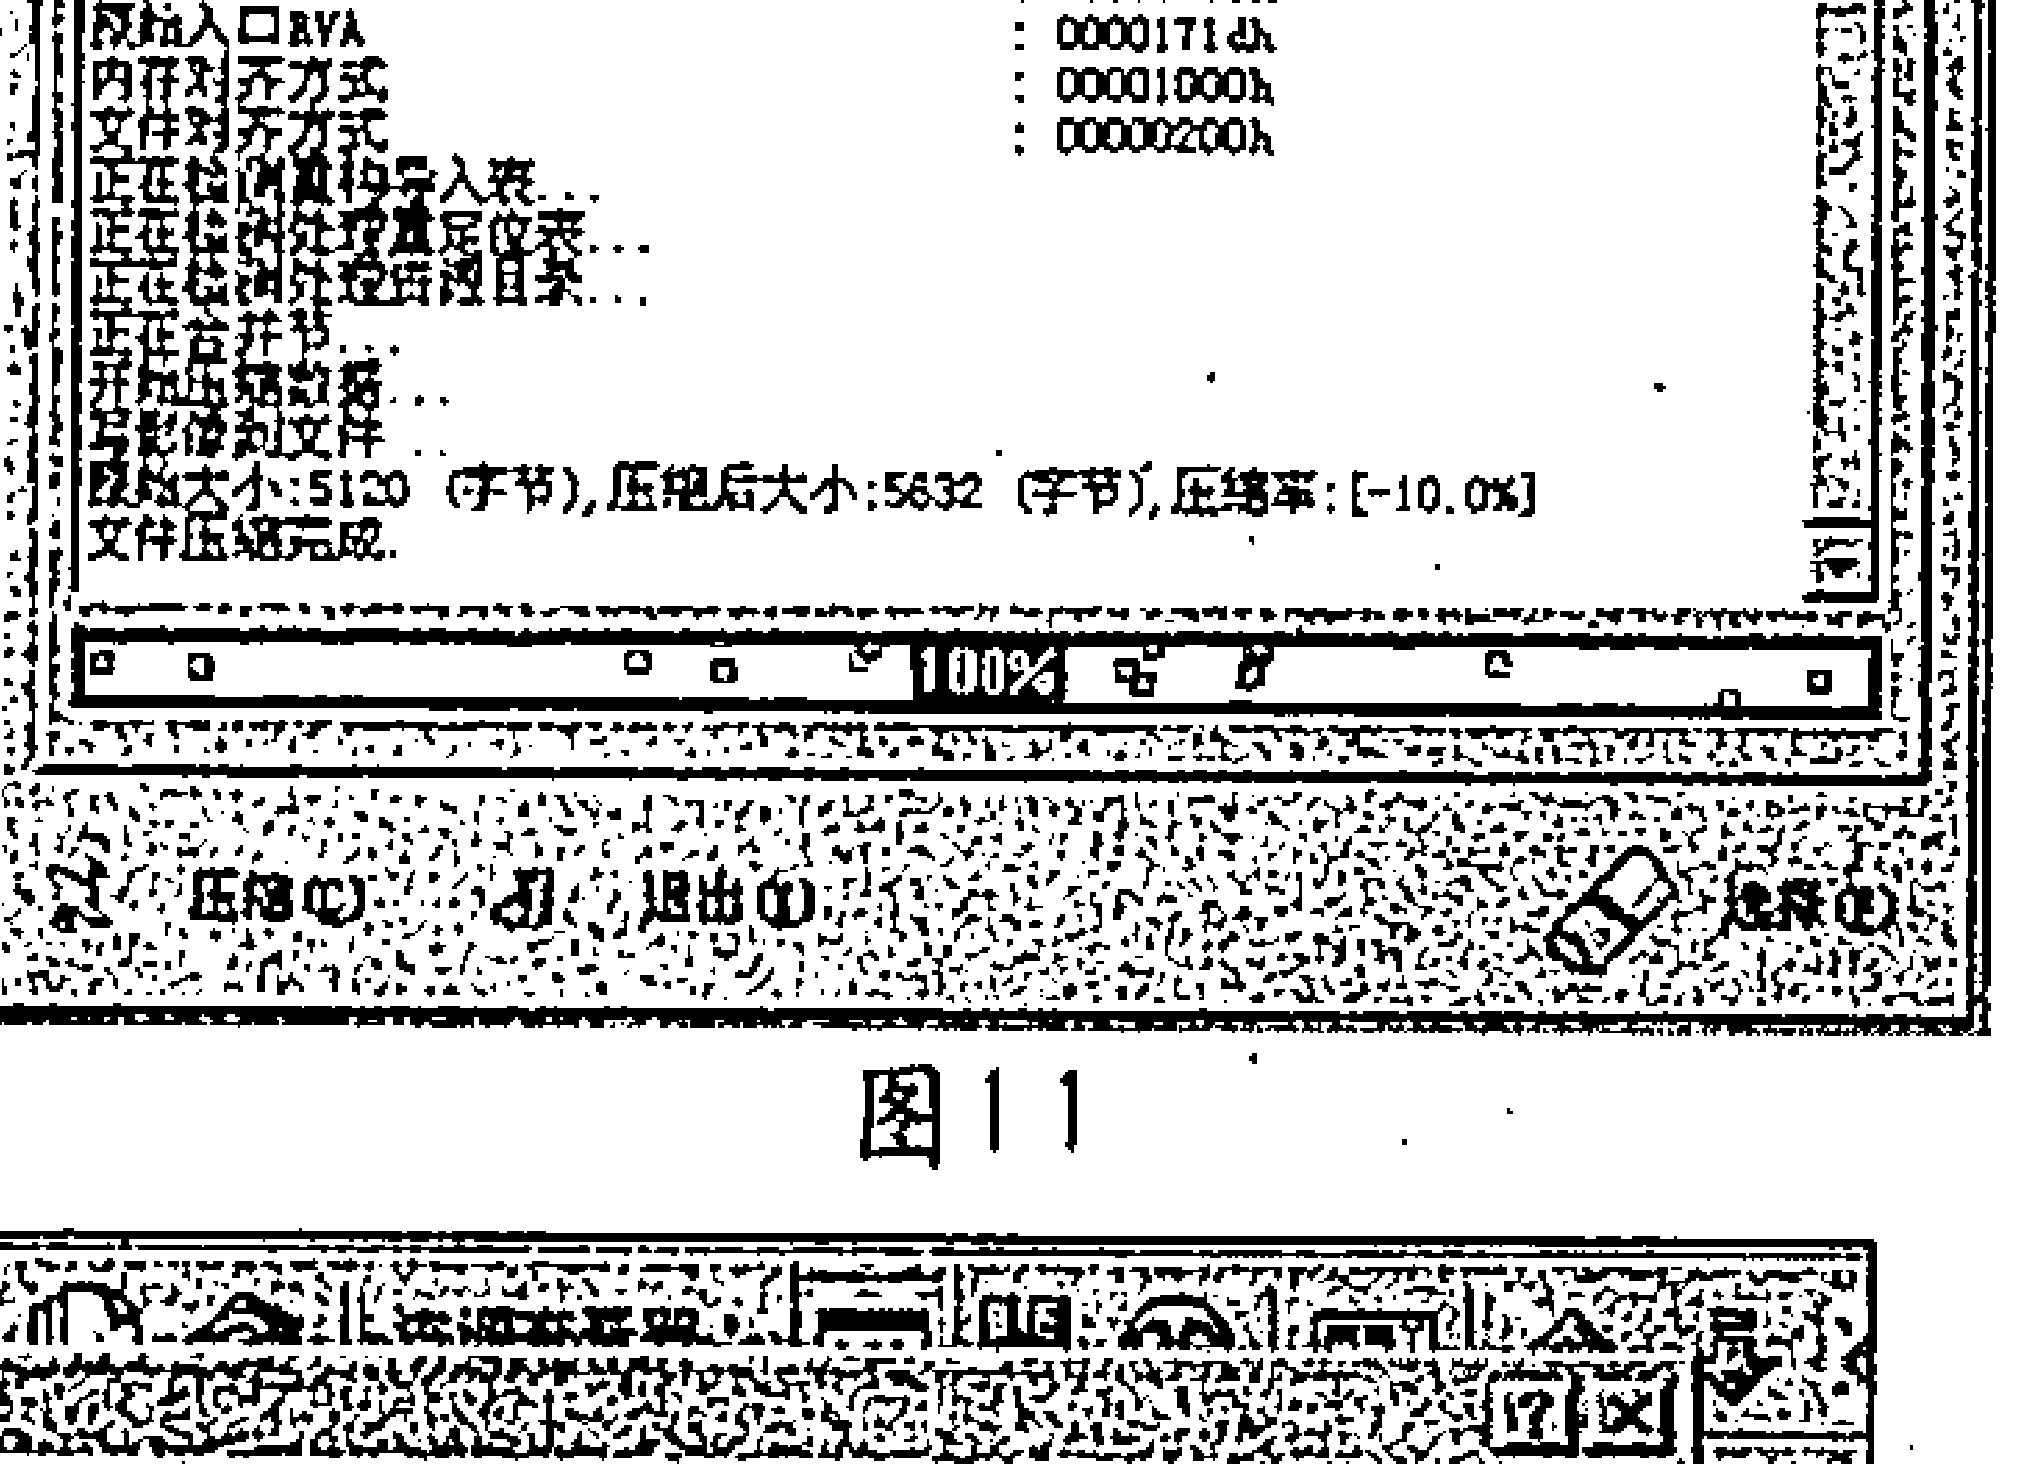 原始入口RVA : 0000171dh
内存对齐方式 : 00001000h
文件对齐方式 : 00000200h
正在检测重构导入表...
正在检测处理重定位表...
正在检测处理资源目录...
正在合并节...
开始压缩数据...
写影像到文件...
原始大小:5120 (字节),压缩后大小:5632 (字节),压缩率:[-10.0%]
文件压缩完成.
100%
压缩(C) 退出
图11